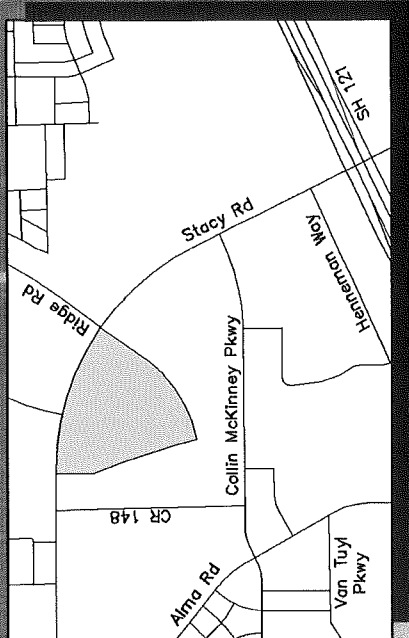 SH 121
Stacy Rd
Henneman Way
Ridge Rd
Collin McKinney Pkwy
CR 148
Alma Rd
Van Tuyl
Pkwy